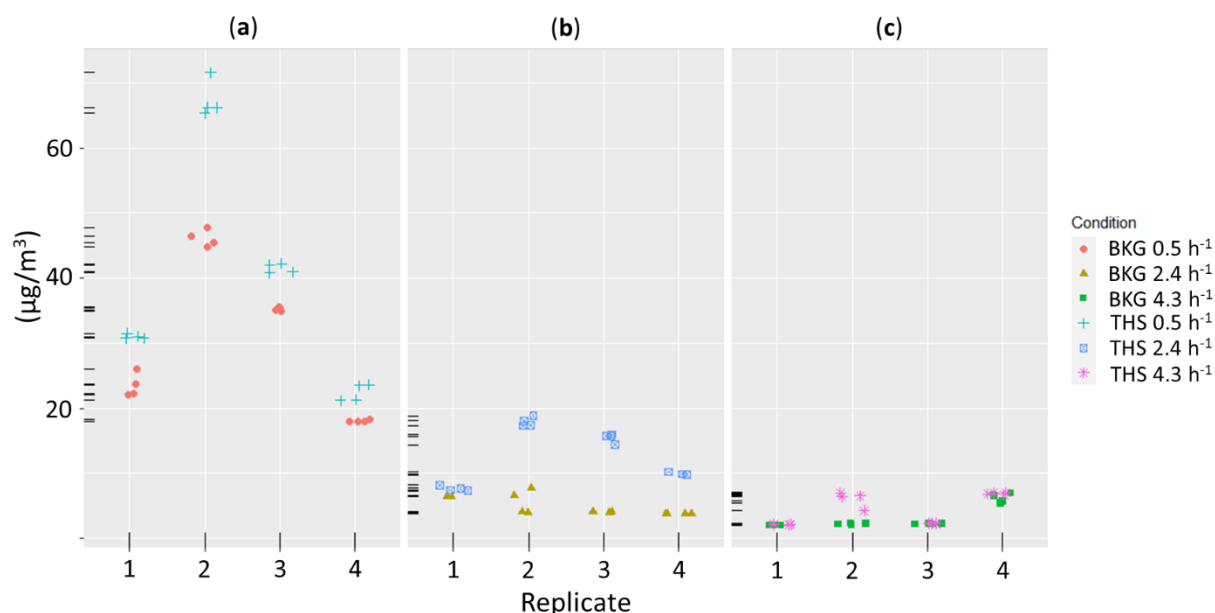 (a) (b) (c)
60
40
20
(µg/m³)
1 2 3 4 1 2 3 4 1 2 3 4
Replicate
Condition
BKG 0.5 h⁻¹
BKG 2.4 h⁻¹
BKG 4.3 h⁻¹
THS 0.5 h⁻¹
THS 2.4 h⁻¹
THS 4.3 h⁻¹